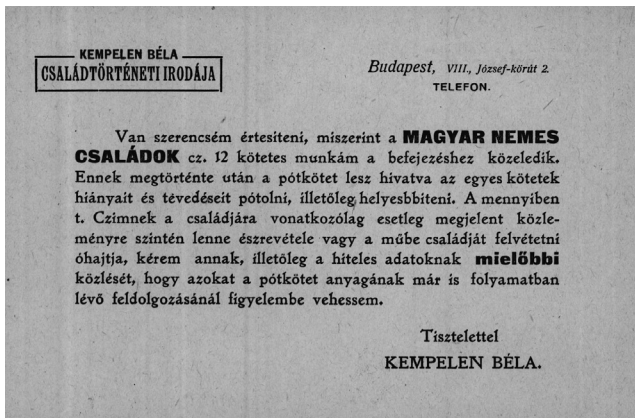 KEMPELEN BÉLA
CSALÁDTÖRTÉNETI IRODÁJA
Budapest, VIII., József-körút 2.
TELEFON.
Van szerencsém értesiteni, miszerint a MAGYAR NEMES
CSALÁDOK cz. 12 kötetes munkám a befejezéshez közeledik.
Ennek megtörténte után a pótkötet lesz hivatva az egyes kötetek
hiányait és tévedéseit pótolni, illetőleg helyesbbiteni. A mennyiben
t. Czimnek a családjára vonatkozólag esetleg megjelent közle-
ményre szintén lenne észrevétele vagy a műbe családját felvétetni
óhajtja, kérem annak, illetőleg a hiteles adatoknak mielőbbi
közlését, hogy azokat a pótkötet anyagának már is folyamatban
lévő feldolgozásánál figyelembe vehessem.
Tisztelettel
KEMPELEN BÉLA.